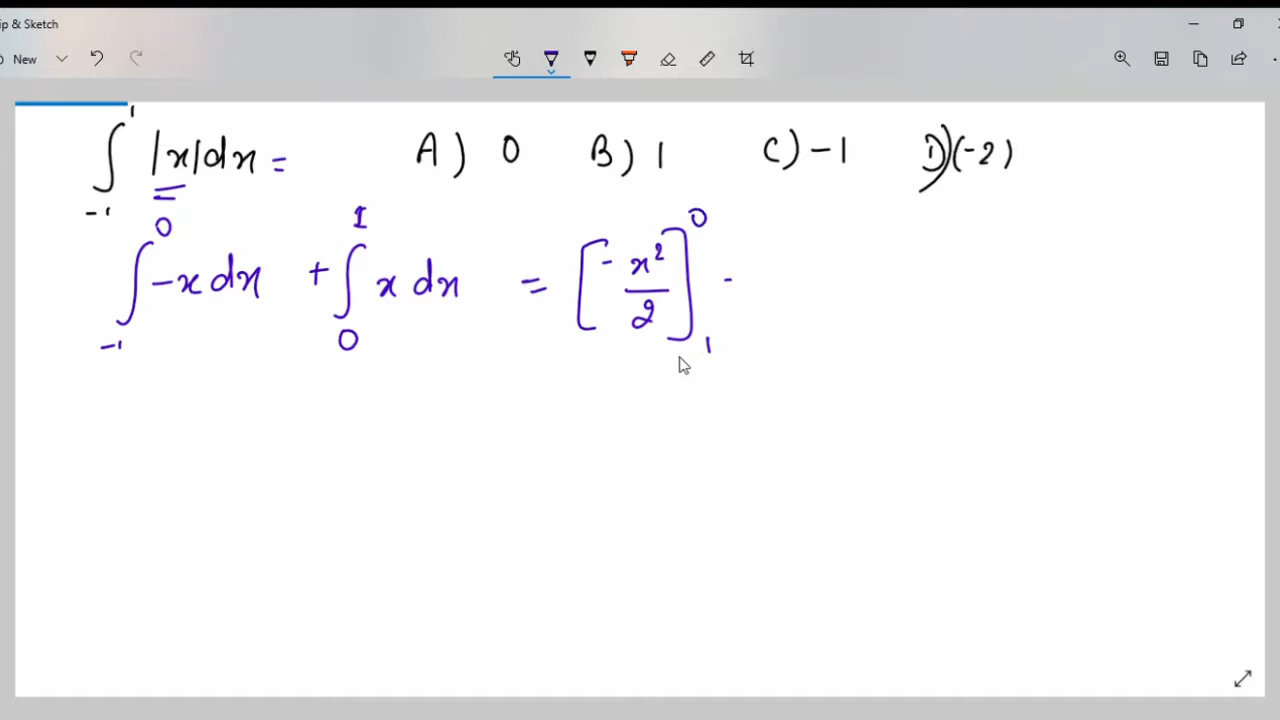 ip & Sketch
New
∫_{-1}^{1} |x|dx = A) 0 B) 1 C) -1 D) (-2)
∫_{-1}^{0} -x dx + ∫_{0}^{1} x dx = [-x²/2]_{1}^{0} -